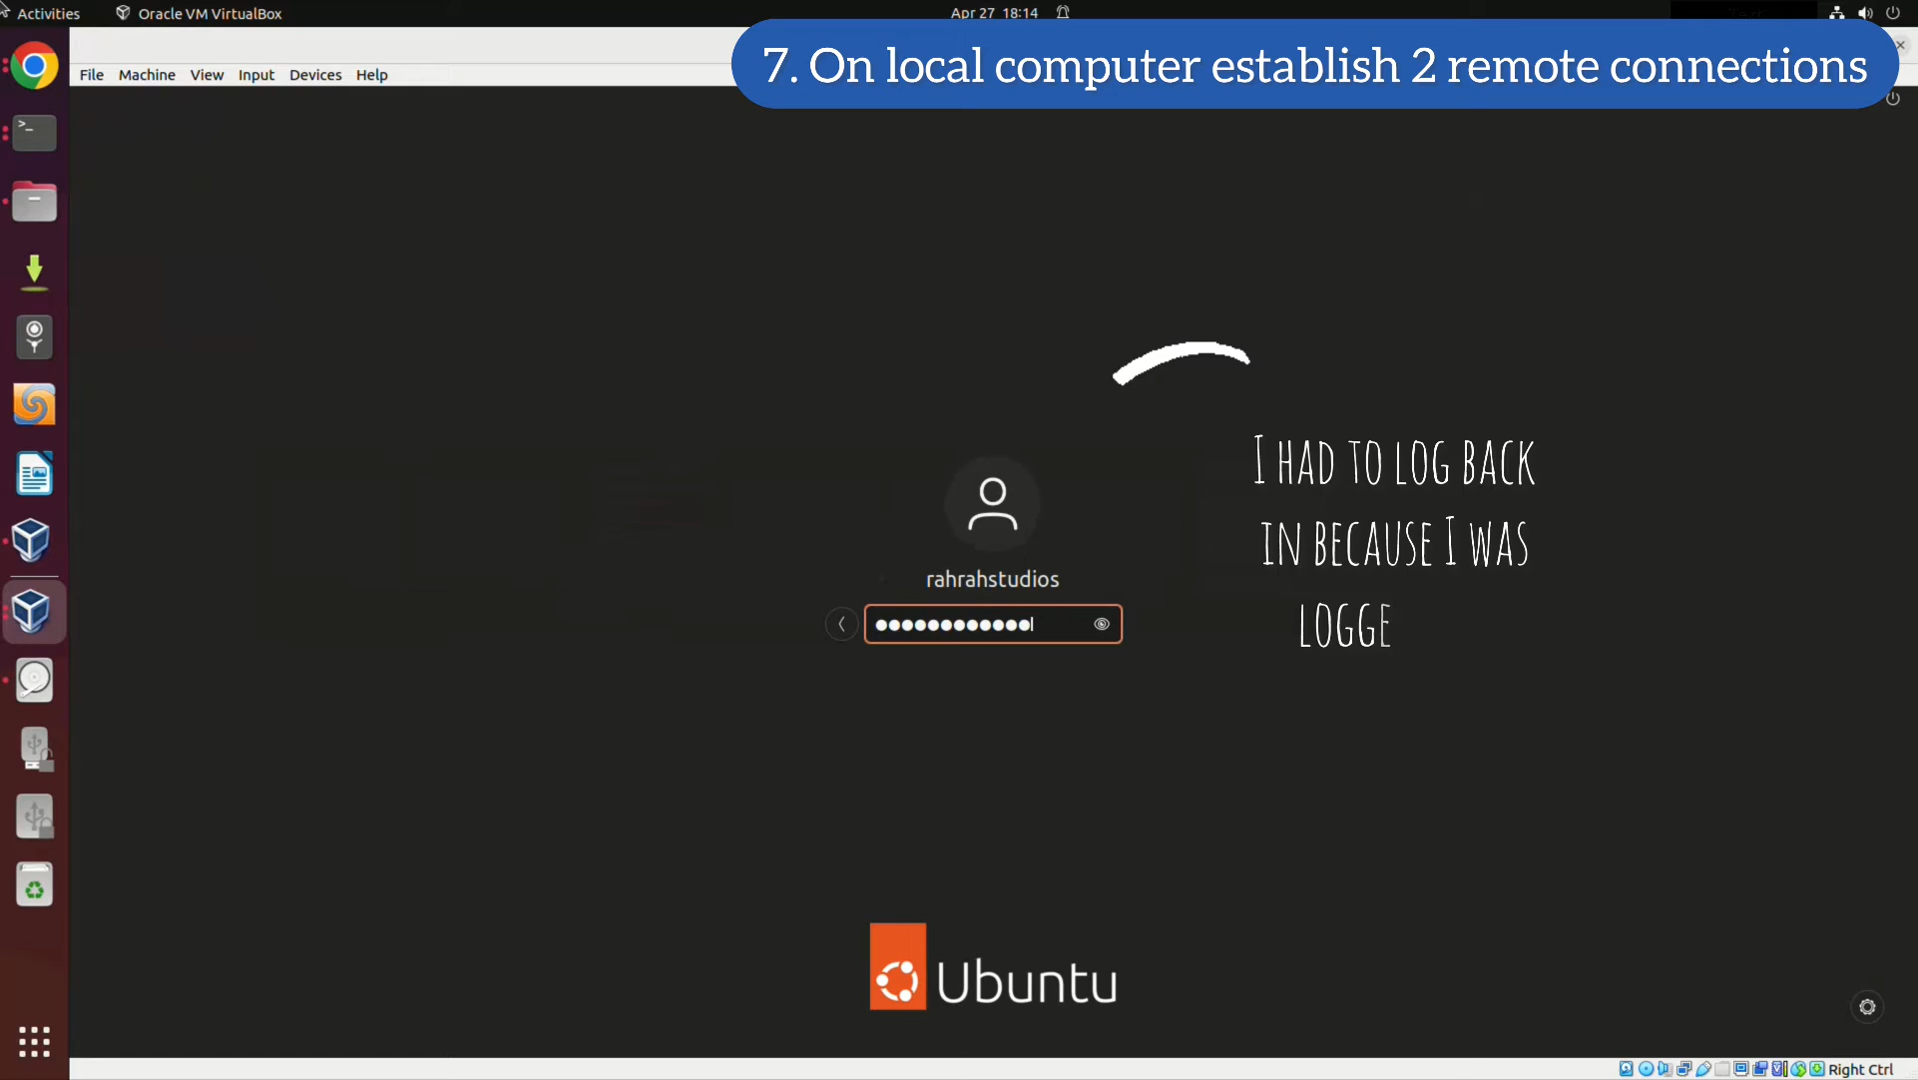 Activities
Oracle VM VirtualBox
Apr 27 18:14
7. On local computer establish 2 remote connections
File Machine View Input Devices Help
I HAD TO LOG BACK
IN BECAUSE I WAS
LOGGE
rahrahstudios
Ubuntu
Right Ctrl